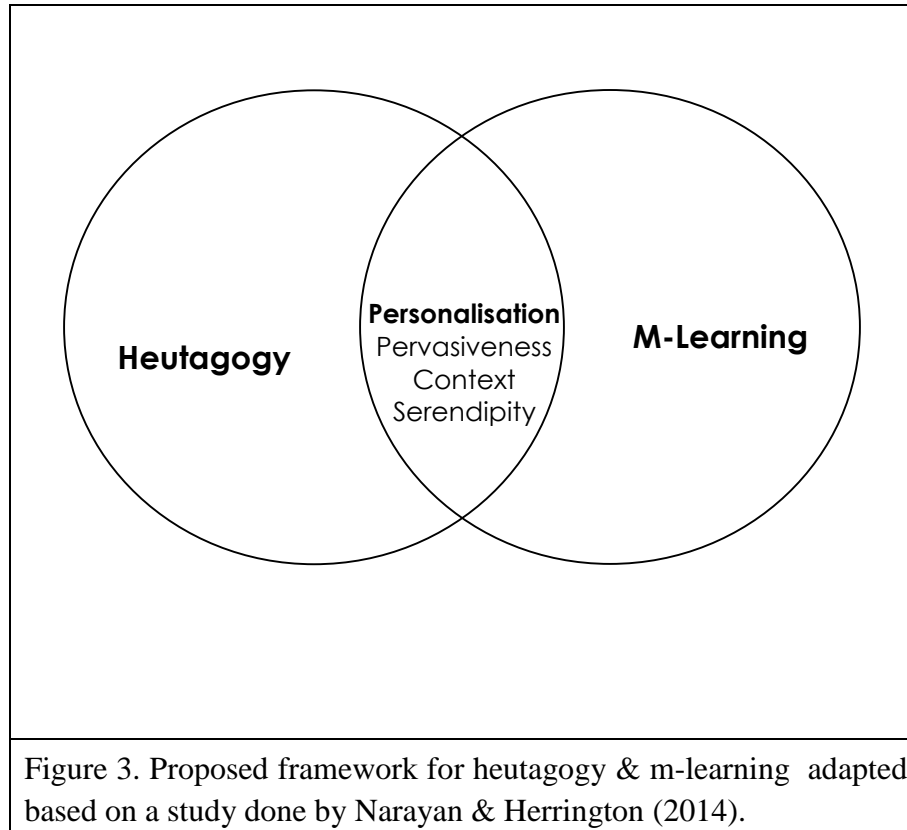 Heutagogy
Personalisation
Pervasiveness
Context
Serendipity
M-Learning
Figure 3. Proposed framework for heutagogy & m-learning adapted
based on a study done by Narayan & Herrington (2014).